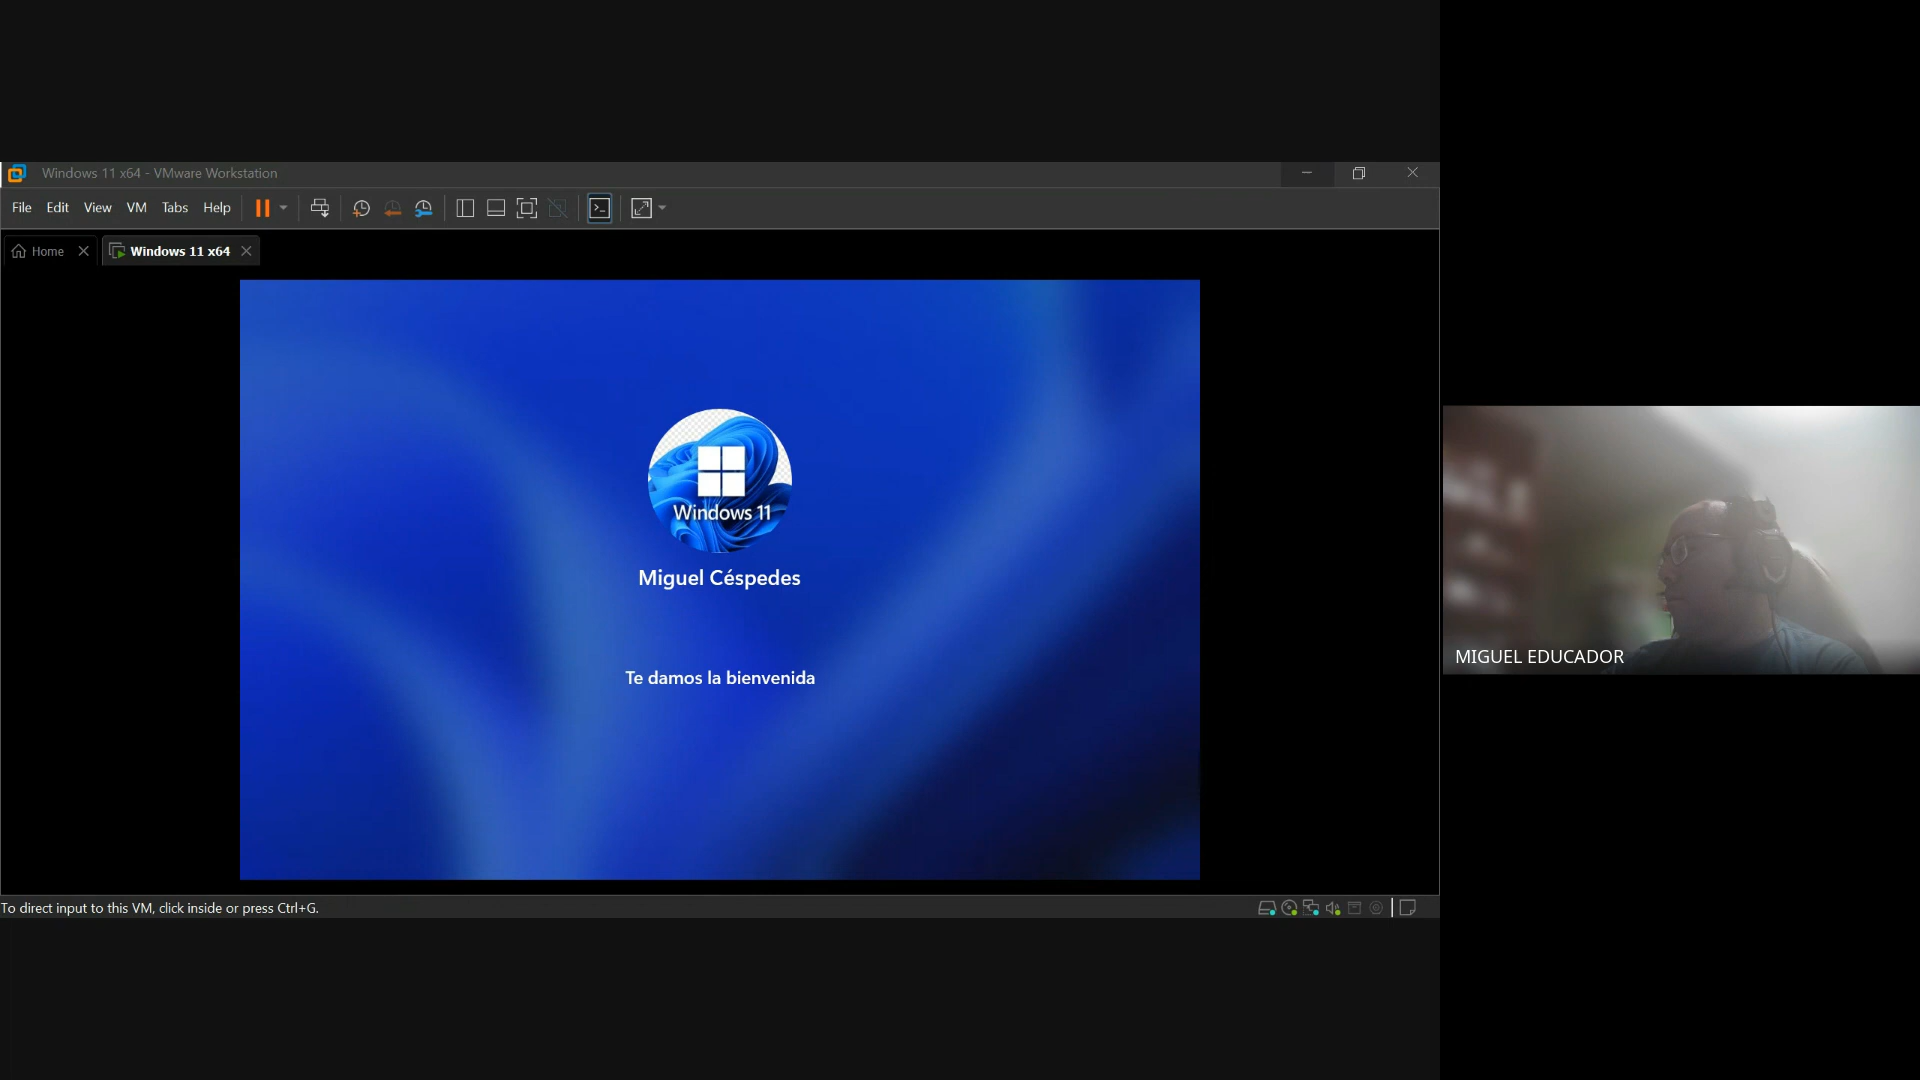 Windows 11 x64 - VMware Workstation
File Edit View VM Tabs Help
Home Windows 11 x64
Windows 11
Miguel Céspedes
Te damos la bienvenida
MIGUEL EDUCADOR
To direct input to this VM, click inside or press Ctrl+G.